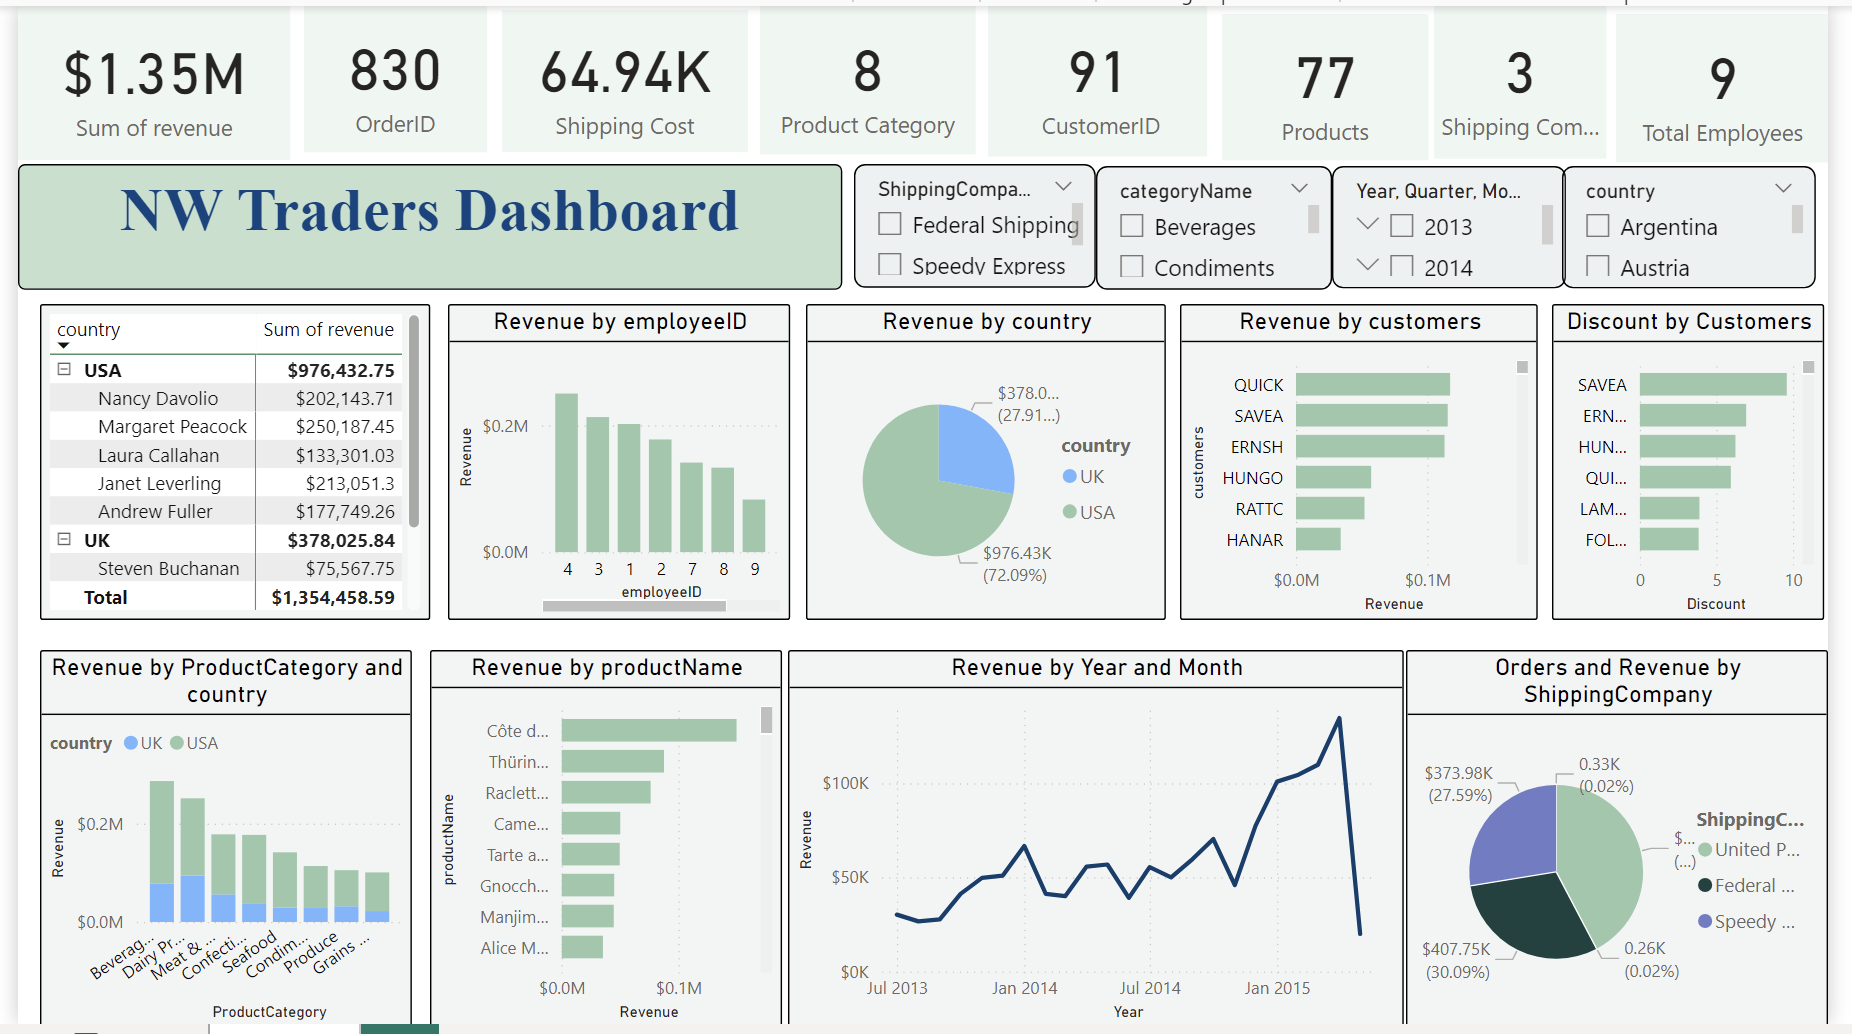 $1.35M
Sum of revenue
830
OrderID
64.94K
Shipping Cost
8
Product Category
91
CustomerID
77
Products
3
Shipping Com...
9
Total Employees
NW Traders Dashboard
ShippingCompa...
Federal Shipping
Speedy Express
categoryName
Beverages
Condiments
Year, Quarter, Mo...
2013
2014
country
Argentina
Austria
country Sum of revenue
USA $976,432.75
Nancy Davolio $202,143.71
Margaret Peacock $250,187.45
Laura Callahan $133,301.03
Janet Leverling $213,051.3
Andrew Fuller $177,749.26
UK $378,025.84
Steven Buchanan $75,567.75
Total $1,354,458.59
Revenue by employeeID
Revenue
$0.2M
$0.0M
4 3 1 2 7 8 9
employeeID
Revenue by country
$378.0...
(27.91...)
country
UK
USA
$976.43K
(72.09%)
Revenue by customers
customers
QUICK
SAVEA
ERNSH
HUNGO
RATTC
HANAR
$0.0M $0.1M
Revenue
Discount by Customers
SAVEA
ERN...
HUN...
QUI...
LAM...
FOL...
0 5 10
Discount
Revenue by ProductCategory and
country
country UK USA
Revenue
$0.2M
$0.0M
Beverag...
Dairy Pr...
Meat & ...
Confecti...
Seafood
Condim...
Produce
Grains ...
ProductCategory
Revenue by productName
productName
Côte d...
Thürin...
Raclett...
Came...
Tarte a...
Gnocch...
Manjim...
Alice M...
$0.0M $0.1M
Revenue
Revenue by Year and Month
Revenue
$100K
$50K
$0K
Jul 2013 Jan 2014 Jul 2014 Jan 2015
Year
Orders and Revenue by
ShippingCompany
$373.98K
(27.59%)
0.33K
(0.02%)
$...
(...)
ShippingC...
United P...
Federal ...
Speedy ...
$407.75K
(30.09%)
0.26K
(0.02%)